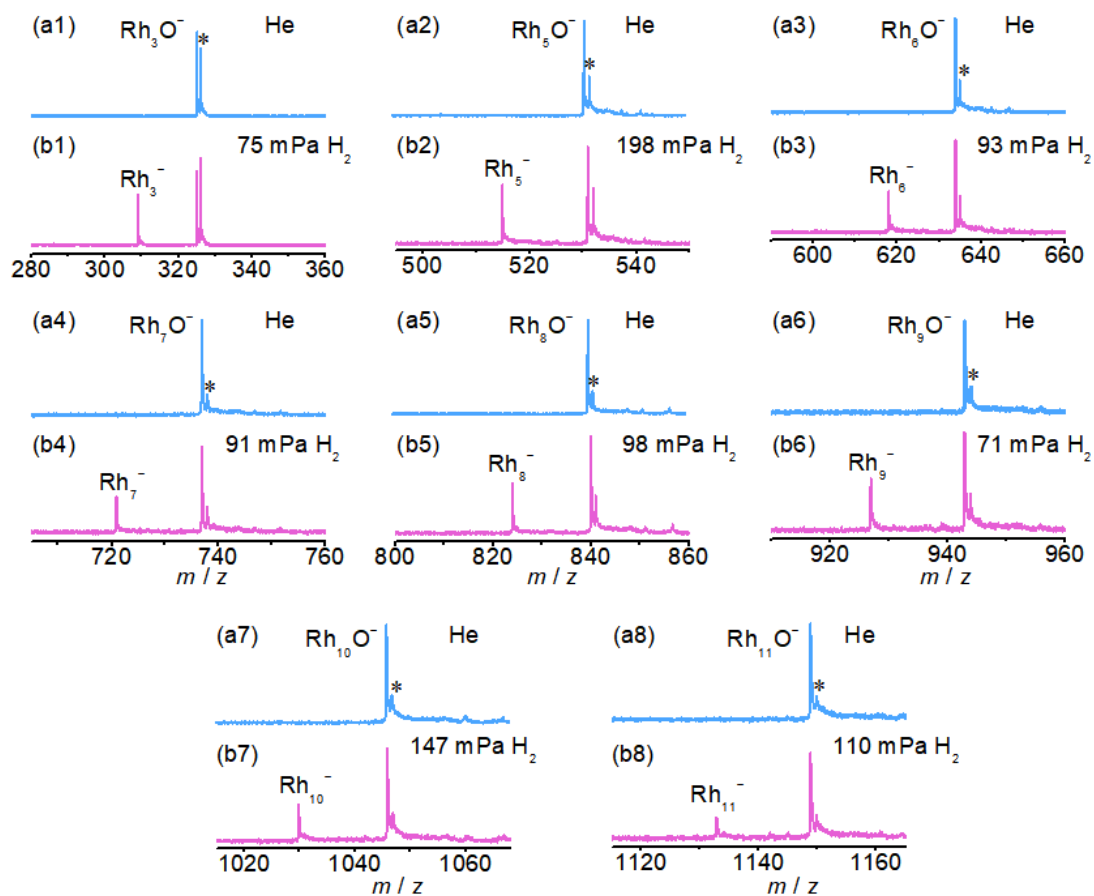 (a1) Rh₃O⁻ * He
(b1) 75 mPa H₂
Rh₃⁻
280 300 320 340 360
(a2) Rh₅O⁻ * He
(b2) 198 mPa H₂
Rh₅⁻
500 520 540
(a3) Rh₆O⁻ * He
(b3) 93 mPa H₂
Rh₆⁻
600 620 640 660
(a4) Rh₇O⁻ * He
(b4) 91 mPa H₂
Rh₇⁻
720 740 760
m / z
(a5) Rh₈O⁻ * He
(b5) 98 mPa H₂
Rh₈⁻
800 820 840 860
m / z
(a6) Rh₉O⁻ * He
(b6) 71 mPa H₂
Rh₉⁻
920 940 960
m / z
(a7) Rh₁₀O⁻ * He
(b7) 147 mPa H₂
Rh₁₀⁻
1020 1040 1060
m / z
(a8) Rh₁₁O⁻ * He
(b8) 110 mPa H₂
Rh₁₁⁻
1120 1140 1160
m / z